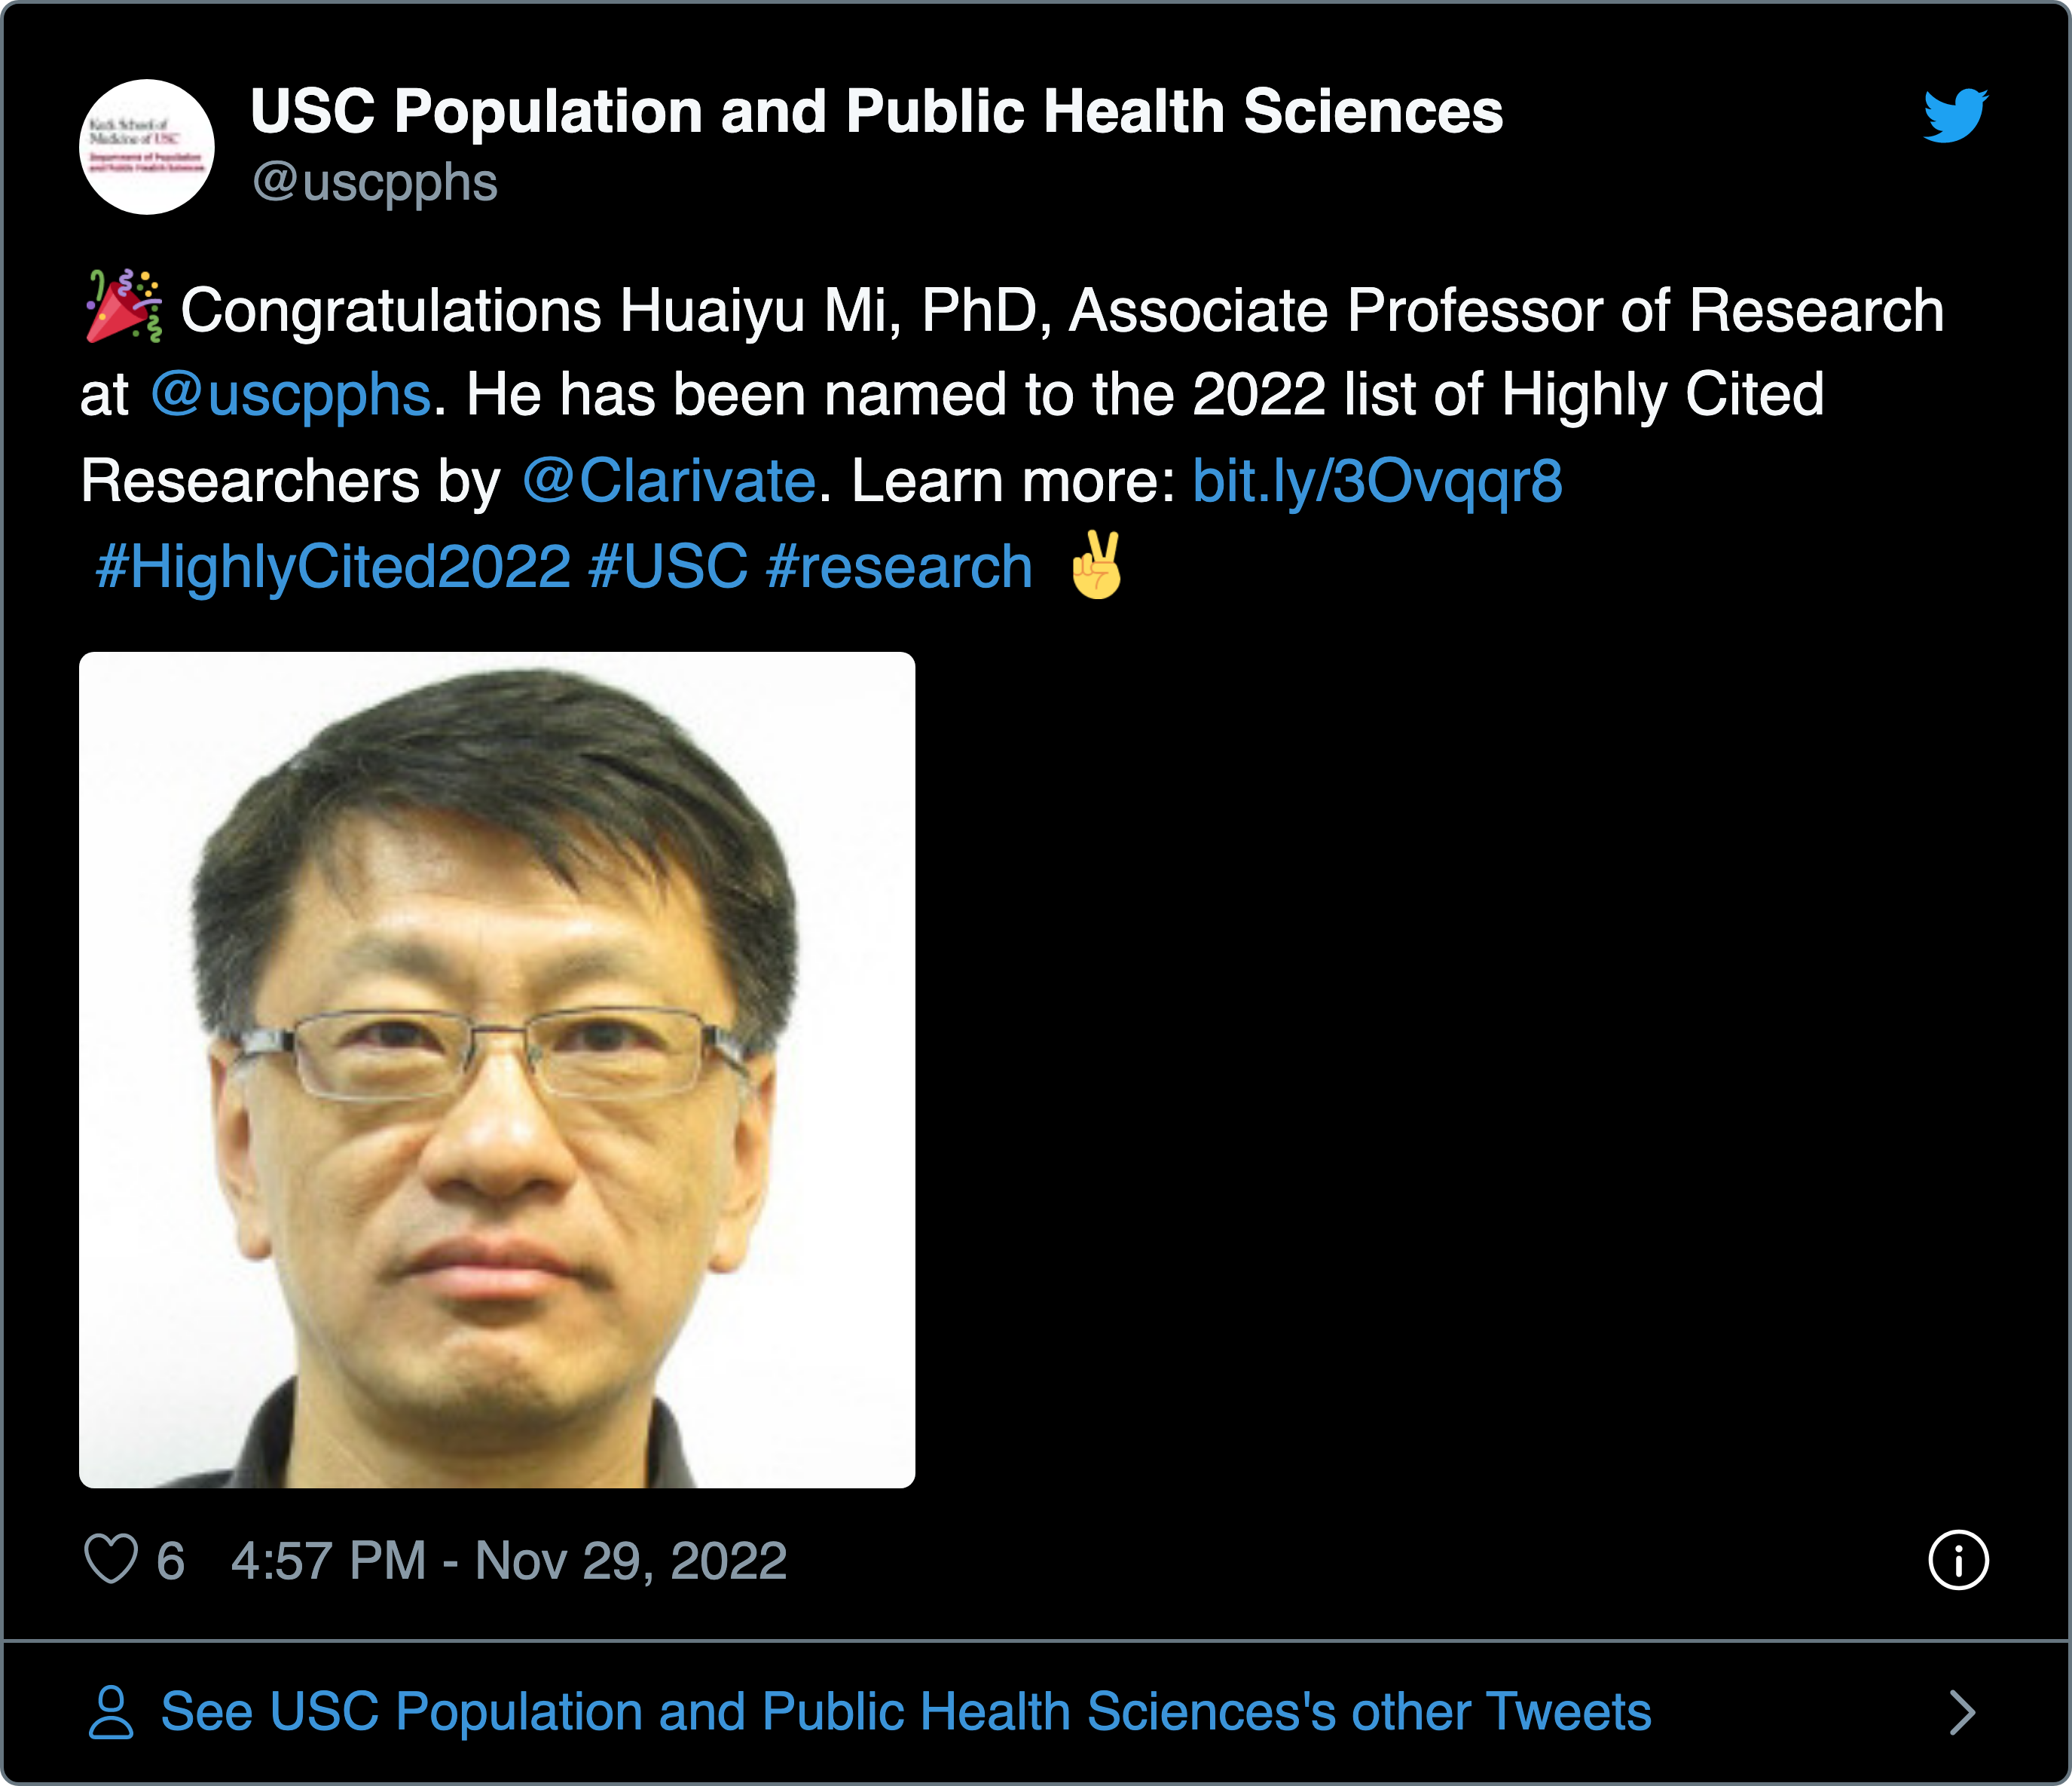 Keck School of
Medicine of USC
Department of Population
and Public Health Sciences
USC Population and Public Health Sciences
@uscpphs
🎉 Congratulations Huaiyu Mi, PhD, Associate Professor of Research
at @uscpphs. He has been named to the 2022 list of Highly Cited
Researchers by @Clarivate. Learn more: bit.ly/3Ovqqr8
#HighlyCited2022 #USC #research ✌️
6 4:57 PM - Nov 29, 2022
See USC Population and Public Health Sciences's other Tweets